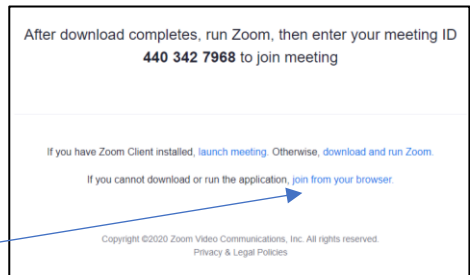 After download completes, run Zoom, then enter your meeting ID
440 342 7968 to join meeting
If you have Zoom Client installed, launch meeting. Otherwise, download and run Zoom.
If you cannot download or run the application, join from your browser.
Copyright ©2020 Zoom Video Communications, Inc. All rights reserved.
Privacy & Legal Policies